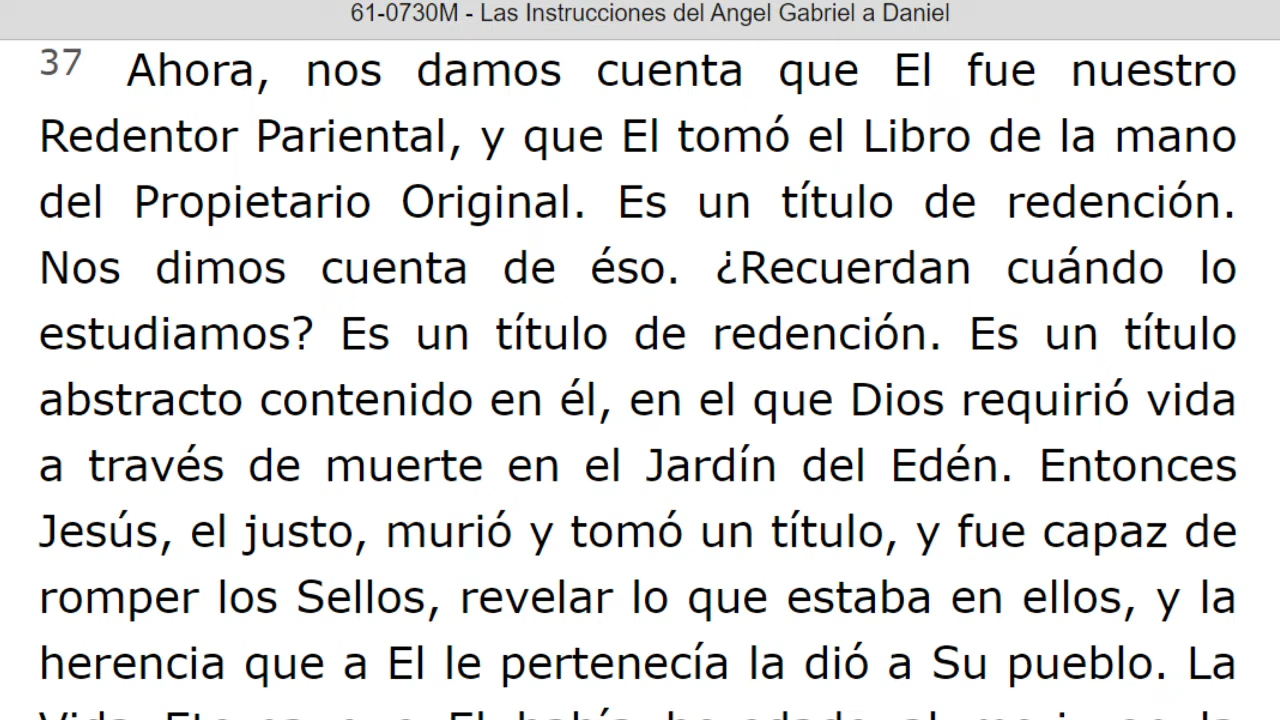 61-0730M - Las Instrucciones del Angel Gabriel a Daniel
37 Ahora, nos damos cuenta que El fue nuestro
Redentor Pariental, y que El tomó el Libro de la mano
del Propietario Original. Es un título de redención.
Nos dimos cuenta de éso. ¿Recuerdan cuándo lo
estudiamos? Es un título de redención. Es un título
abstracto contenido en él, en el que Dios requirió vida
a través de muerte en el Jardín del Edén. Entonces
Jesús, el justo, murió y tomó un título, y fue capaz de
romper los Sellos, revelar lo que estaba en ellos, y la
herencia que a El le pertenecía la dió a Su pueblo. La